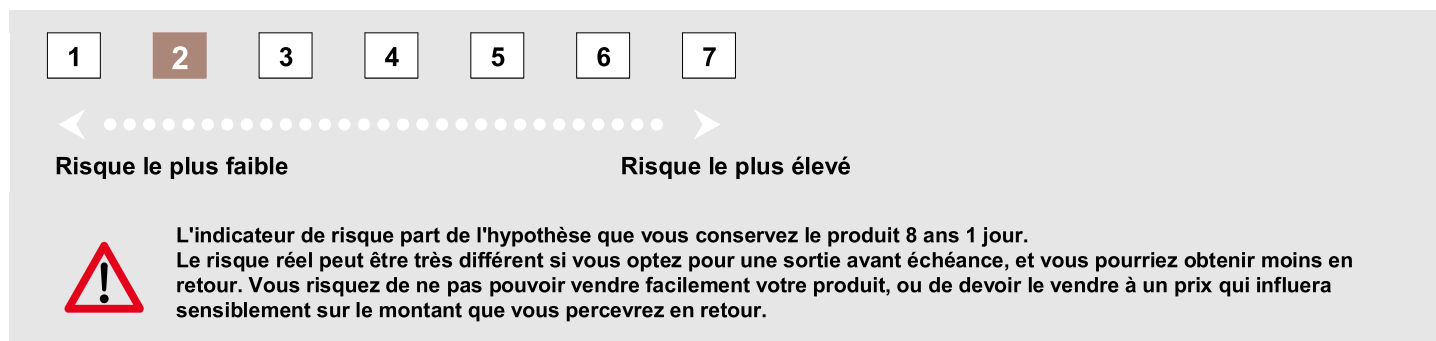 1 2 3 4 5 6 7
Risque le plus faible Risque le plus élevé
L'indicateur de risque part de l'hypothèse que vous conservez le produit 8 ans 1 jour.
Le risque réel peut être très différent si vous optez pour une sortie avant échéance, et vous pourriez obtenir moins en
retour. Vous risquez de ne pas pouvoir vendre facilement votre produit, ou de devoir le vendre à un prix qui influera
sensiblement sur le montant que vous percevrez en retour.